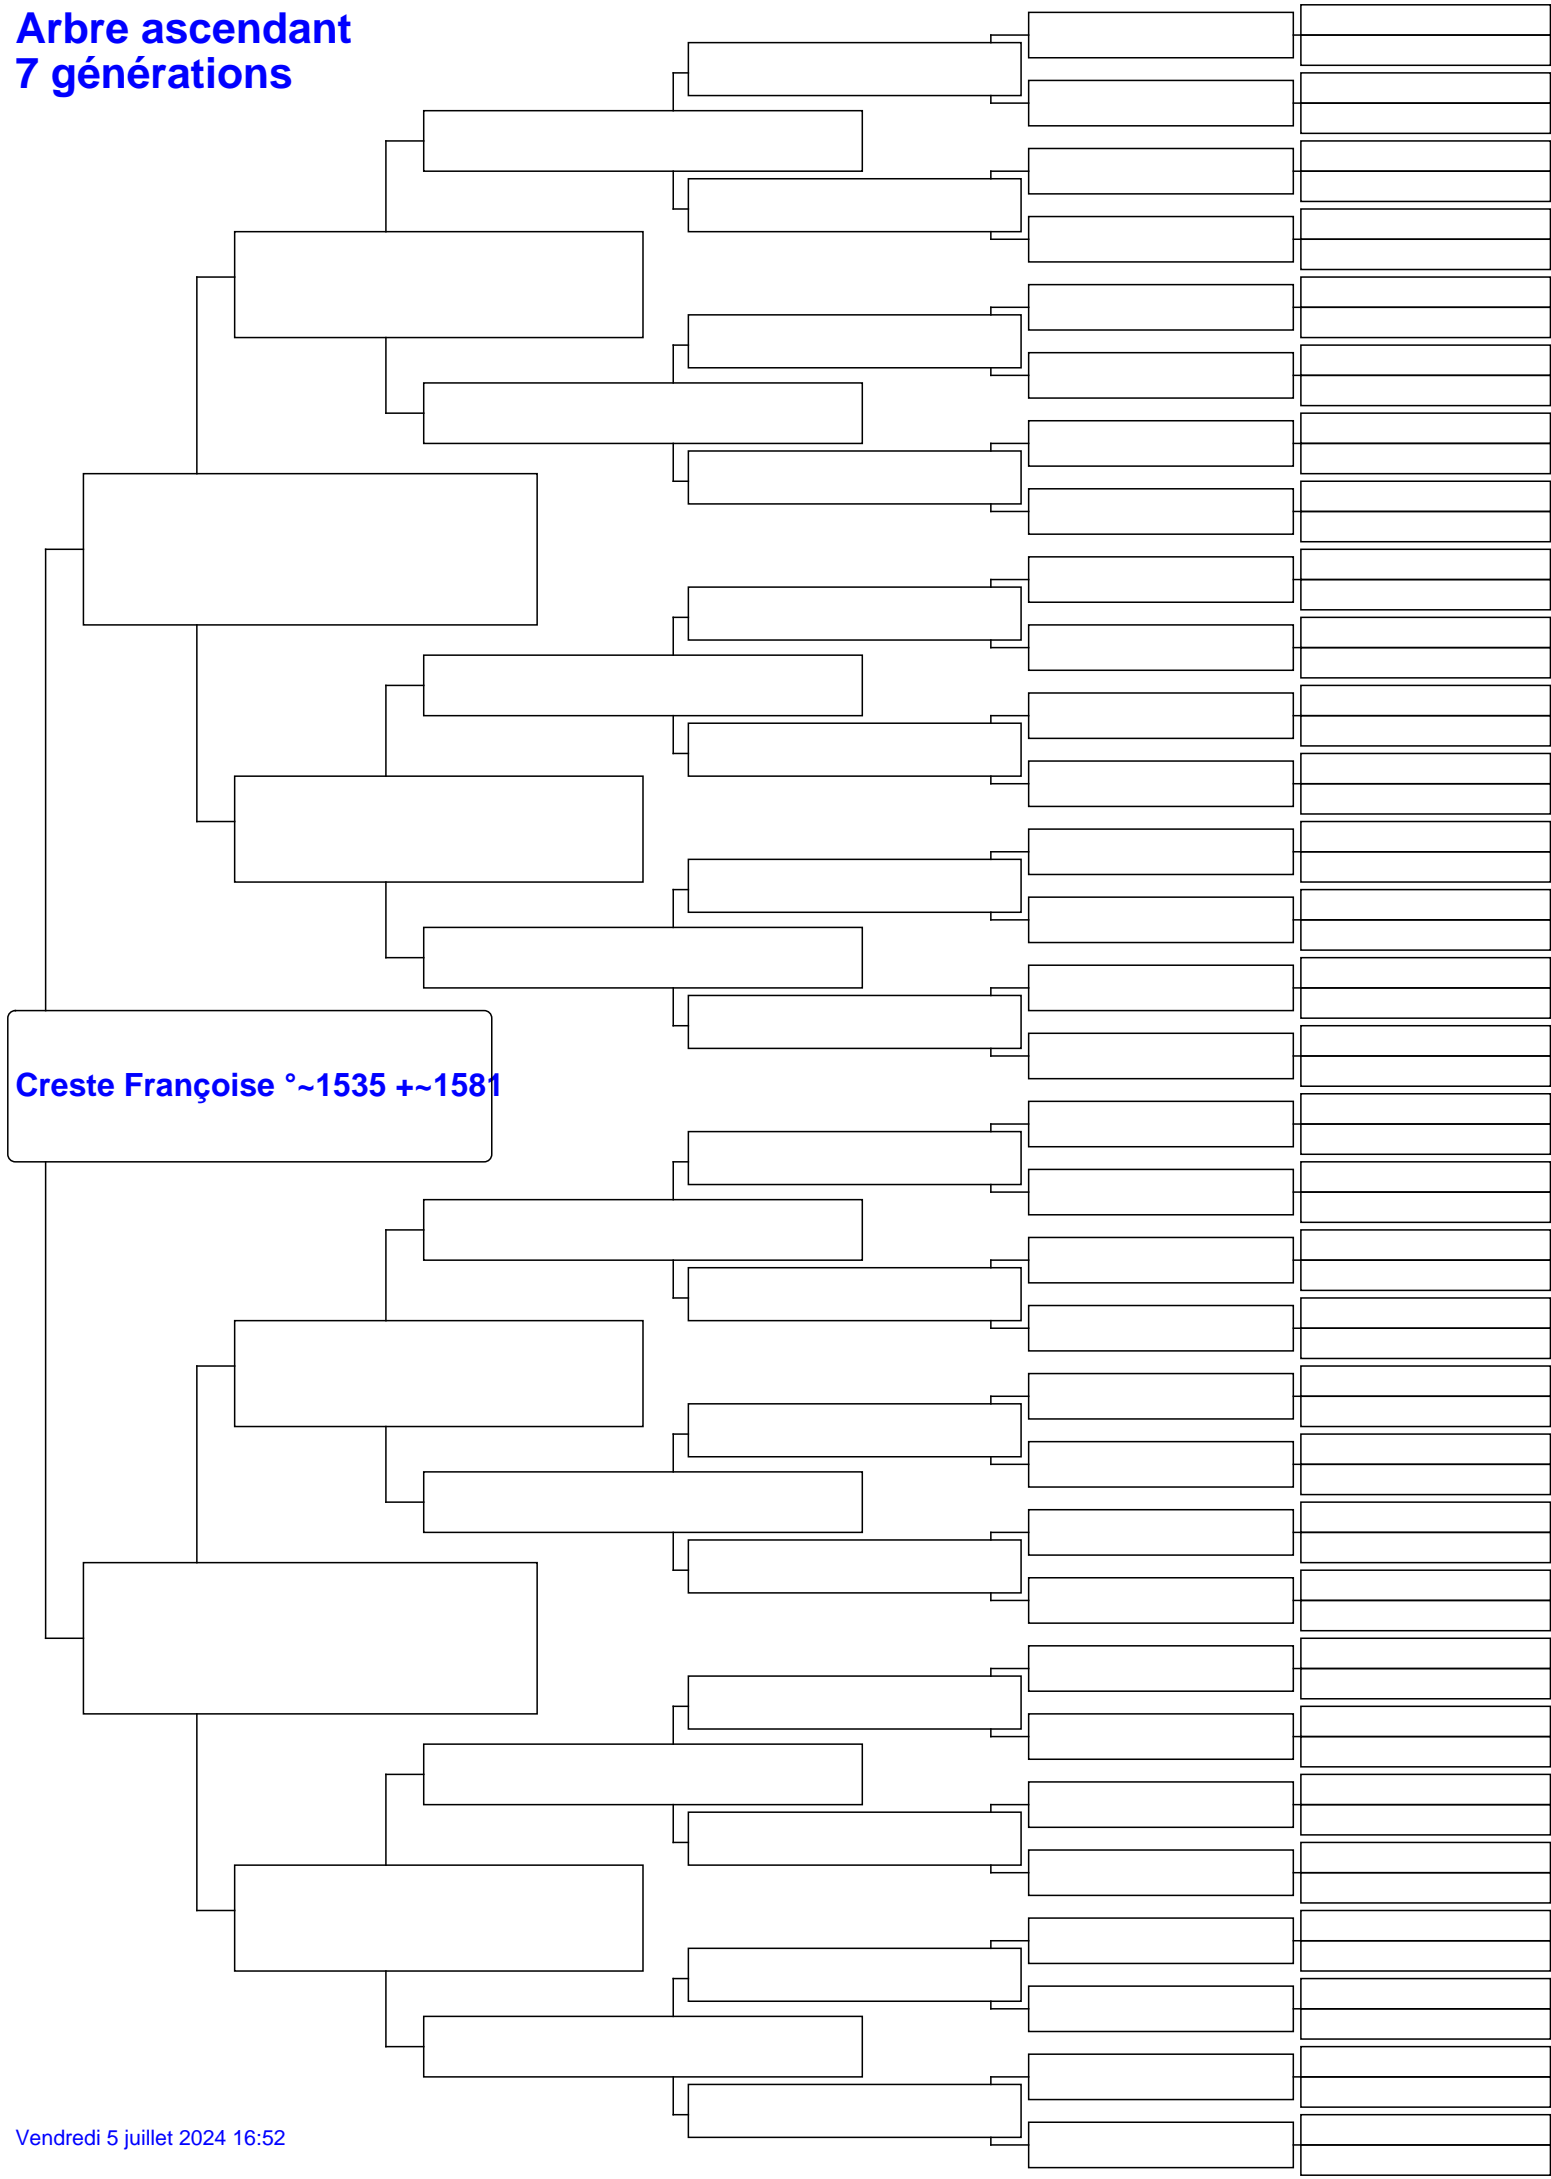 Arbre ascendant
7 générations
Creste Françoise °~1535 +~1581
Vendredi 5 juillet 2024 16:52